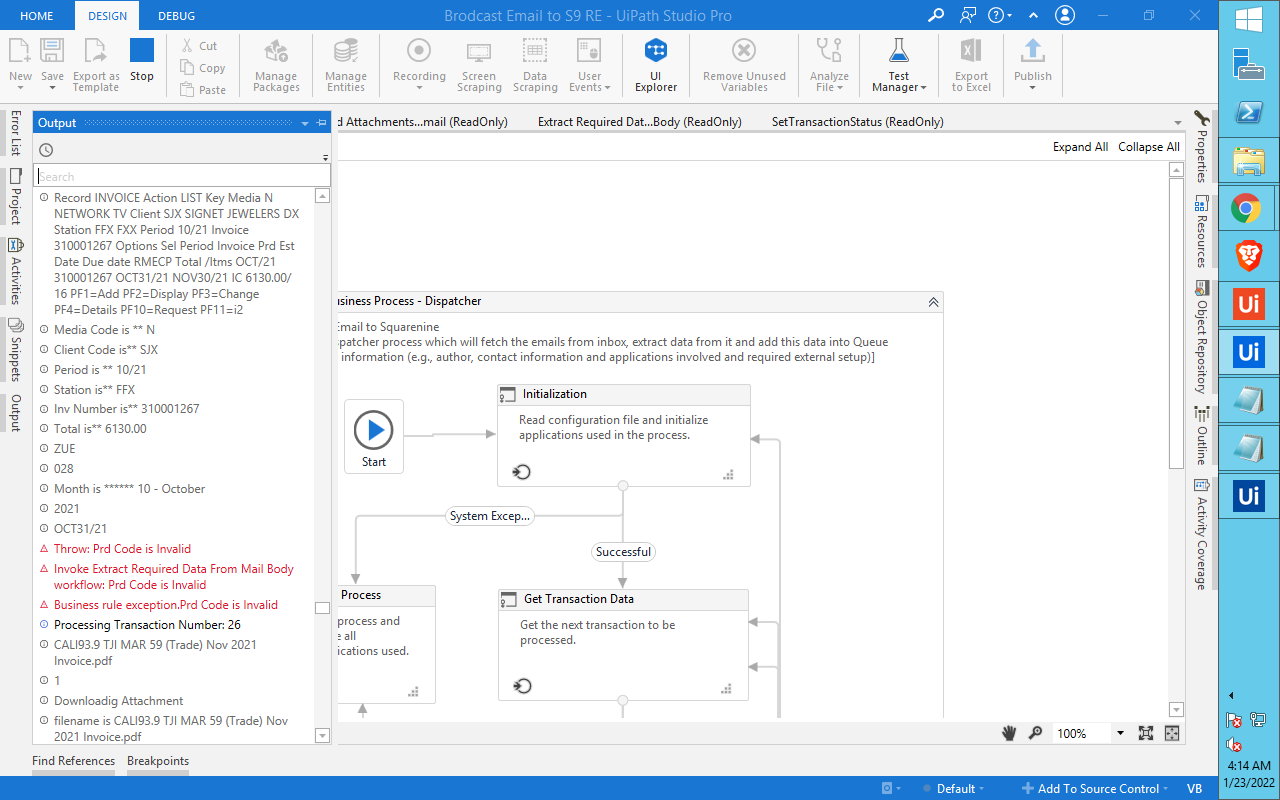 HOME DESIGN DEBUG Brodcast Email to S9 RE - UiPath Studio Pro
New Save Export as Template Stop
Cut
Copy
Paste
Manage Packages
Manage Entities
Recording
Screen Scraping
Data Scraping
User Events
UI Explorer
Remove Unused Variables
Analyze File
Test Manager
Export to Excel
Publish
Error List
Project
Activities
Snippets
Output
Output
Search
Record INVOICE Action LIST Key Media N
NETWORK TV Client SJX SIGNET JEWELERS DX
Station FFX FXX Period 10/21 Invoice
310001267 Options Sel Period Invoice Prd Est
Date Due date RMECP Total /Itms OCT/21
310001267 OCT31/21 NOV30/21 IC 6130.00/
16 PF1=Add PF2=Display PF3=Change
PF4=Details PF10=Request PF11=i2
Media Code is ** N
Client Code is** SJX
Period is ** 10/21
Station is** FFX
Inv Number is** 310001267
Total is** 6130.00
ZUE
028
Month is ****** 10 - October
2021
OCT31/21
Throw: Prd Code is Invalid
Invoke Extract Required Data From Mail Body
workflow: Prd Code is Invalid
Business rule exception.Prd Code is Invalid
Processing Transaction Number: 26
CALI93.9 TJI MAR 59 (Trade) Nov 2021
Invoice.pdf
1
Downloadig Attachment
filename is CALI93.9 TJI MAR 59 (Trade) Nov
2021 Invoice.pdf
Find References Breakpoints
d Attachments...mail (ReadOnly) Extract Required Dat...Body (ReadOnly) SetTransactionStatus (ReadOnly)
Expand All Collapse All
usiness Process - Dispatcher
Email to Squarenine
patcher process which will fetch the emails from inbox, extract data from it and add this data into Queue
information (e.g., author, contact information and applications involved and required external setup)]
Start
Initialization
Read configuration file and initialize
applications used in the process.
System Excep...
Successful
Process
process and
e all
ications used.
Get Transaction Data
Get the next transaction to be
processed.
100%
Properties
Resources
Object Repository
Outline
Activity Coverage
Default Add To Source Control VB
Ui
Ui
Ui
4:14 AM
1/23/2022